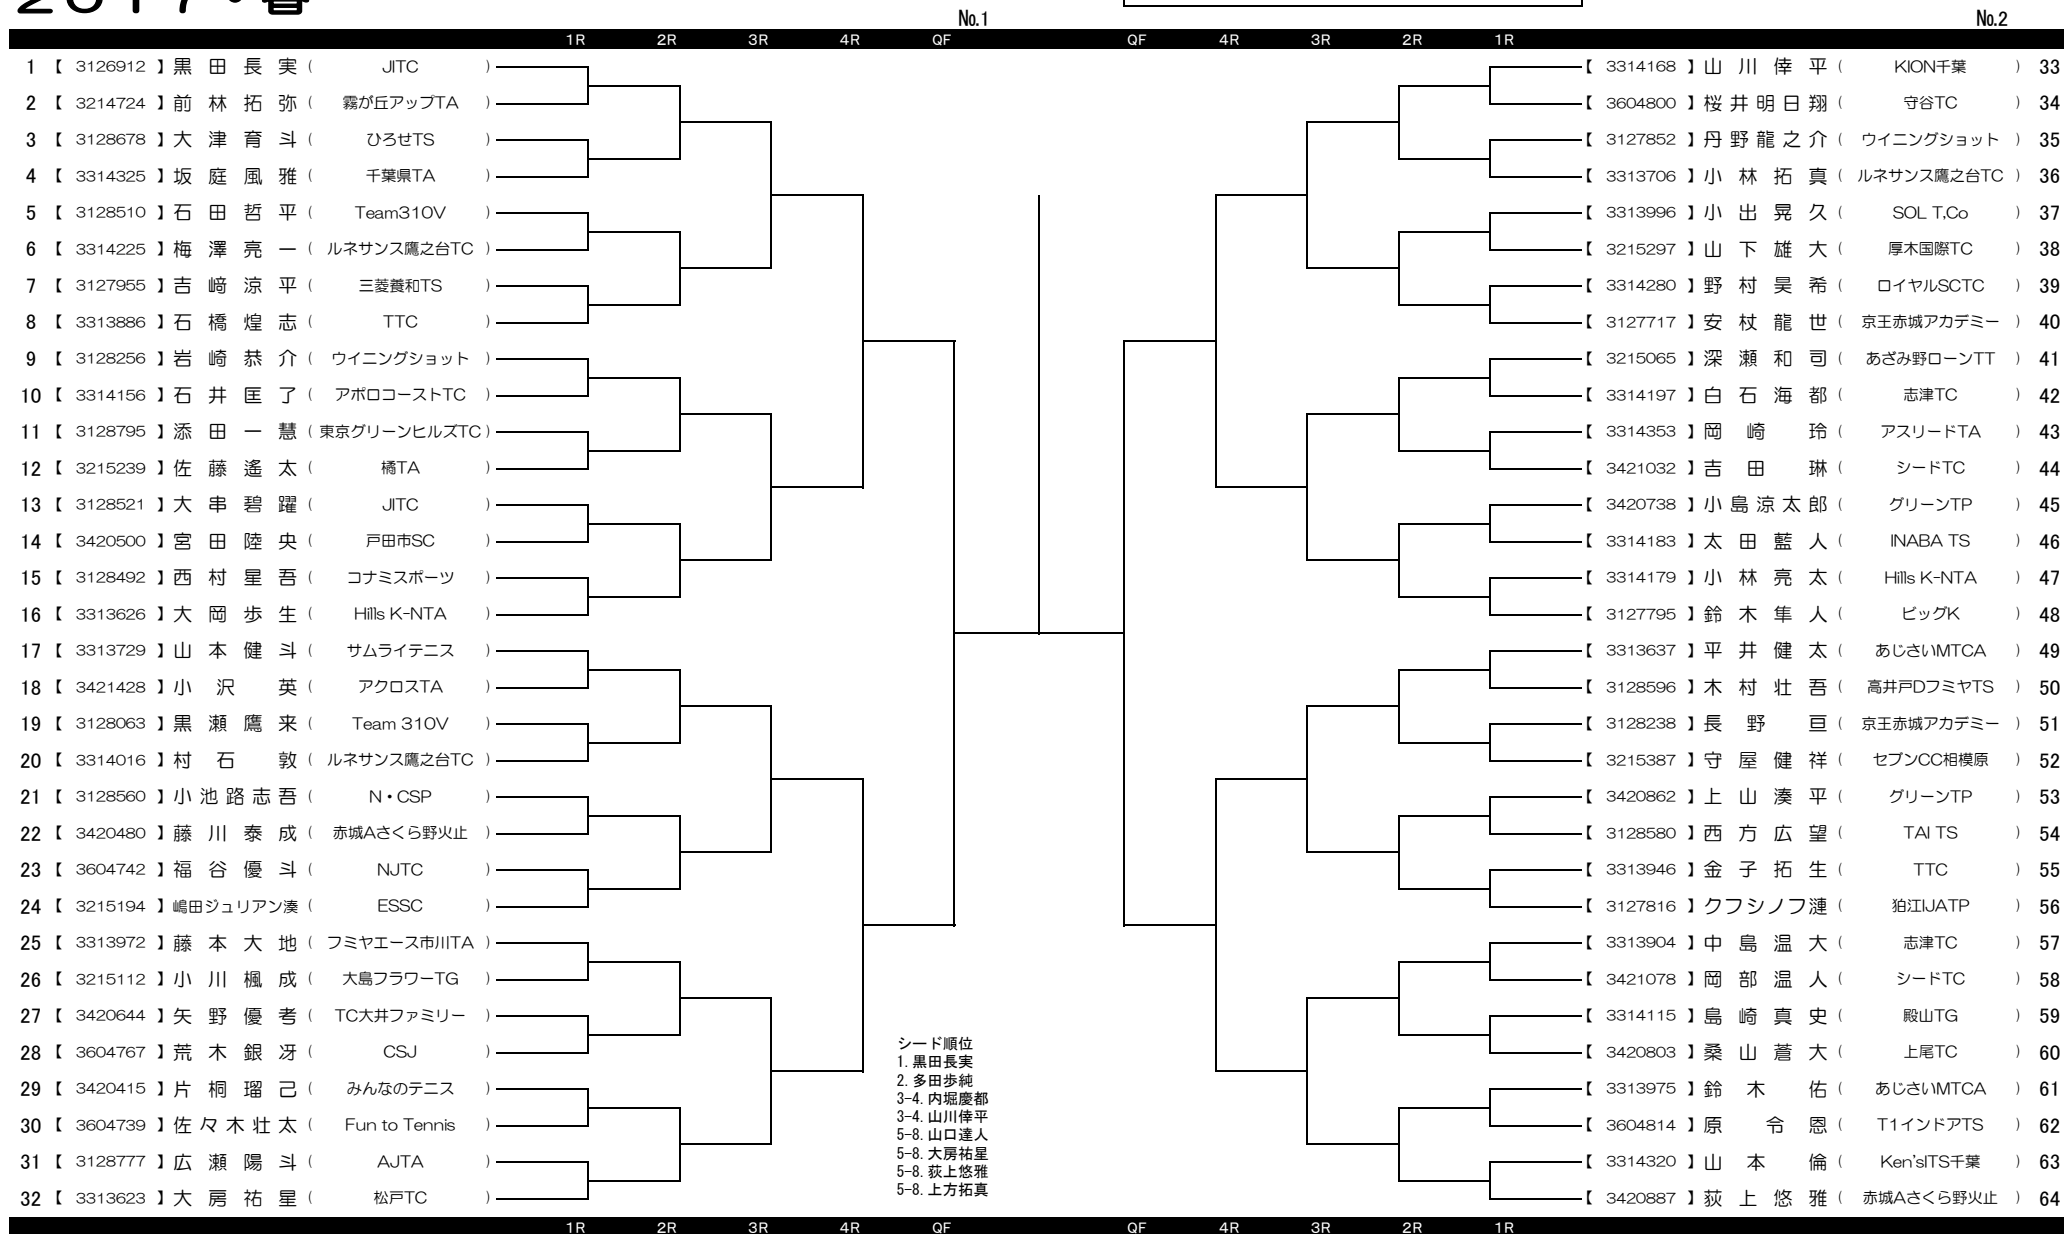 2017・春
No.1
No.2
1R 2R 3R 4R QF QF 4R 3R 2R 1R
1 【 3126912 】 黒田長実 ( JITC )
2 【 3214724 】 前林拓弥 ( 霧が丘アップTA )
3 【 3128678 】 大津育斗 ( ひろせTS )
4 【 3314325 】 坂庭風雅 ( 千葉県TA )
5 【 3128510 】 石田哲平 ( Team310V )
6 【 3314225 】 梅澤亮一 ( ルネサンス鷹之台TC )
7 【 3127955 】 吉﨑涼平 ( 三菱養和TS )
8 【 3313886 】 石橋煌志 ( TTC )
9 【 3128256 】 岩崎恭介 ( ウイニングショット )
10 【 3314156 】 石井匡了 ( アポロコーストTC )
11 【 3128795 】 添田一慧 ( 東京グリーンヒルズTC )
12 【 3215239 】 佐藤遙太 ( 橘TA )
13 【 3128521 】 大串碧躍 ( JITC )
14 【 3420500 】 宮田陸央 ( 戸田市SC )
15 【 3128492 】 西村星吾 ( コナミスポーツ )
16 【 3313626 】 大岡歩生 ( Hills K-NTA )
17 【 3313729 】 山本健斗 ( サムライテニス )
18 【 3421428 】 小沢英 ( アクロスTA )
19 【 3128063 】 黒瀬鷹来 ( Team 310V )
20 【 3314016 】 村石敦 ( ルネサンス鷹之台TC )
21 【 3128560 】 小池路志吾 ( N・CSP )
22 【 3420480 】 藤川泰成 ( 赤城Aさくら野火止 )
23 【 3604742 】 福谷優斗 ( NJTC )
24 【 3215194 】 嶋田ジュリアン湊 ( ESSC )
25 【 3313972 】 藤本大地 ( フミヤエース市川TA )
26 【 3215112 】 小川楓成 ( 大島フラワーTG )
27 【 3420644 】 矢野優考 ( TC大井ファミリー )
28 【 3604767 】 荒木銀冴 ( CSJ )
29 【 3420415 】 片桐瑠己 ( みんなのテニス )
30 【 3604739 】 佐々木壮太 ( Fun to Tennis )
31 【 3128777 】 広瀬陽斗 ( AJTA )
32 【 3313623 】 大房祐星 ( 松戸TC )
シード順位
1. 黒田長実
2. 多田歩純
3-4. 内堀慶都
3-4. 山川倖平
5-8. 山口達人
5-8. 大房祐星
5-8. 荻上悠雅
5-8. 上方拓真
【 3314168 】 山川倖平 ( KION千葉 ) 33
【 3604800 】 桜井明日翔 ( 守谷TC ) 34
【 3127852 】 丹野龍之介 ( ウイニングショット ) 35
【 3313706 】 小林拓真 ( ルネサンス鷹之台TC ) 36
【 3313996 】 小出晃久 ( SOL T,Co ) 37
【 3215297 】 山下雄大 ( 厚木国際TC ) 38
【 3314280 】 野村昊希 ( ロイヤルSCTC ) 39
【 3127717 】 安杖龍世 ( 京王赤城アカデミー ) 40
【 3215065 】 深瀬和司 ( あざみ野ローンTT ) 41
【 3314197 】 白石海都 ( 志津TC ) 42
【 3314353 】 岡崎玲 ( アスリードTA ) 43
【 3421032 】 吉田琳 ( シードTC ) 44
【 3420738 】 小島涼太郎 ( グリーンTP ) 45
【 3314183 】 太田藍人 ( INABA TS ) 46
【 3314179 】 小林亮太 ( Hills K-NTA ) 47
【 3127795 】 鈴木隼人 ( ビッグK ) 48
【 3313637 】 平井健太 ( あじさいMTCA ) 49
【 3128596 】 木村壮吾 ( 高井戸DフミヤTS ) 50
【 3128238 】 長野亘 ( 京王赤城アカデミー ) 51
【 3215387 】 守屋健祥 ( セブンCC相模原 ) 52
【 3420862 】 上山湊平 ( グリーンTP ) 53
【 3128580 】 西方広望 ( TAI TS ) 54
【 3313946 】 金子拓生 ( TTC ) 55
【 3127816 】 クフシノフ漣 ( 狛江IJATP ) 56
【 3313904 】 中島温大 ( 志津TC ) 57
【 3421078 】 岡部温人 ( シードTC ) 58
【 3314115 】 島崎真史 ( 殿山TG ) 59
【 3420803 】 桑山蒼大 ( 上尾TC ) 60
【 3313975 】 鈴木佑 ( あじさいMTCA ) 61
【 3604814 】 原令恩 ( T1インドアTS ) 62
【 3314320 】 山本倫 ( Ken'sITS千葉 ) 63
【 3420887 】 荻上悠雅 ( 赤城Aさくら野火止 ) 64
1R 2R 3R 4R QF QF 4R 3R 2R 1R